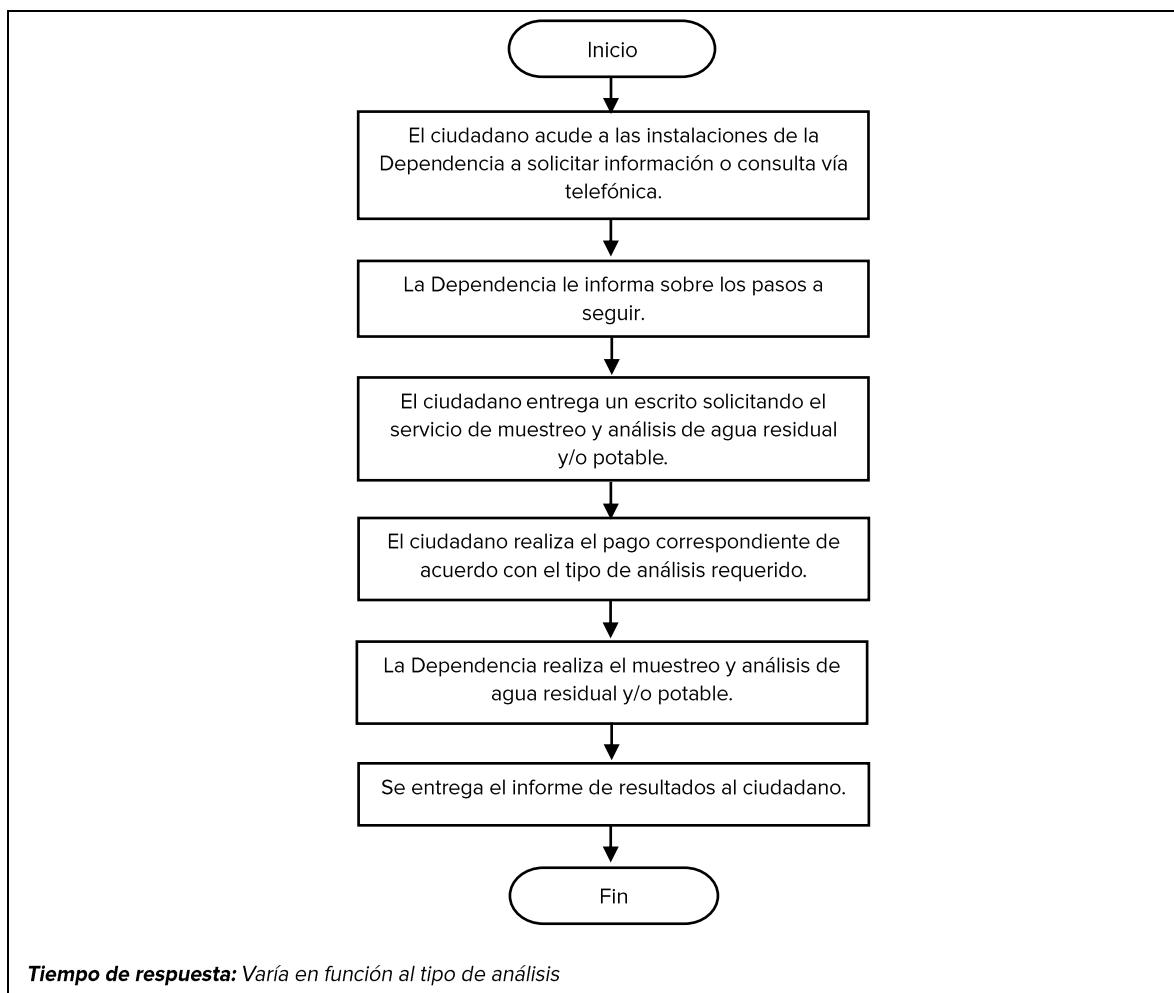 Inicio
El ciudadano acude a las instalaciones de la
Dependencia a solicitar información o consulta vía
telefónica.
La Dependencia le informa sobre los pasos a
seguir.
El ciudadano entrega un escrito solicitando el
servicio de muestreo y análisis de agua residual
y/o potable.
El ciudadano realiza el pago correspondiente de
acuerdo con el tipo de análisis requerido.
La Dependencia realiza el muestreo y análisis de
agua residual y/o potable.
Se entrega el informe de resultados al ciudadano.
Fin
Tiempo de respuesta: Varía en función al tipo de análisis